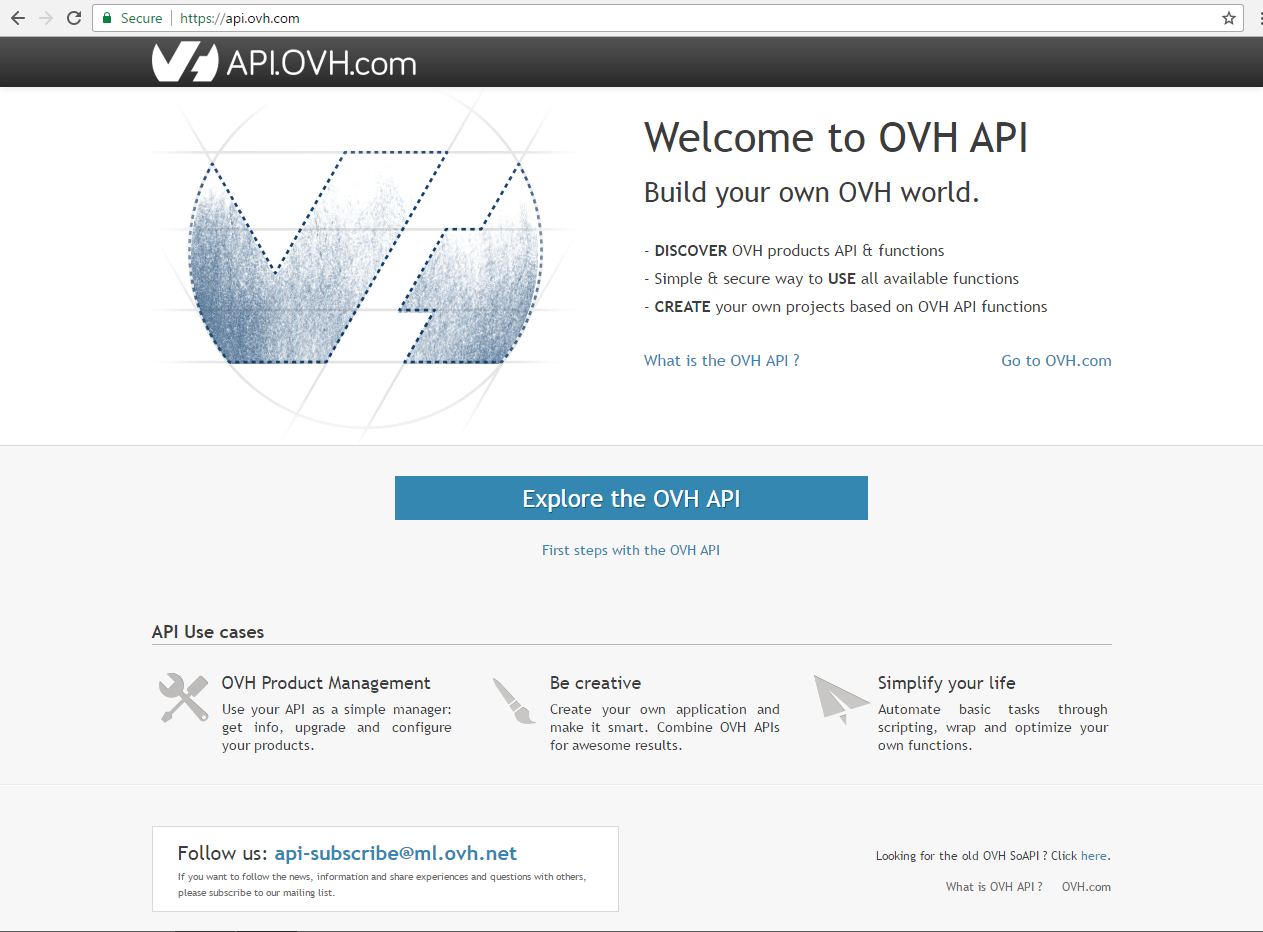 Secure https://api.ovh.com
API.OVH.com
Welcome to OVH API
Build your own OVH world.
- DISCOVER OVH products API & functions
- Simple & secure way to USE all available functions
- CREATE your own projects based on OVH API functions
What is the OVH API ? Go to OVH.com
Explore the OVH API
First steps with the OVH API
API Use cases
OVH Product Management
Use your API as a simple manager:
get info, upgrade and configure
your products.
Be creative
Create your own application and
make it smart. Combine OVH APIs
for awesome results.
Simplify your life
Automate basic tasks through
scripting, wrap and optimize your
own functions.
Follow us: api-subscribe@ml.ovh.net
If you want to follow the news, information and share experiences and questions with others,
please subscribe to our mailing list.
Looking for the old OVH SoAPI ? Click here.
What is OVH API ? OVH.com